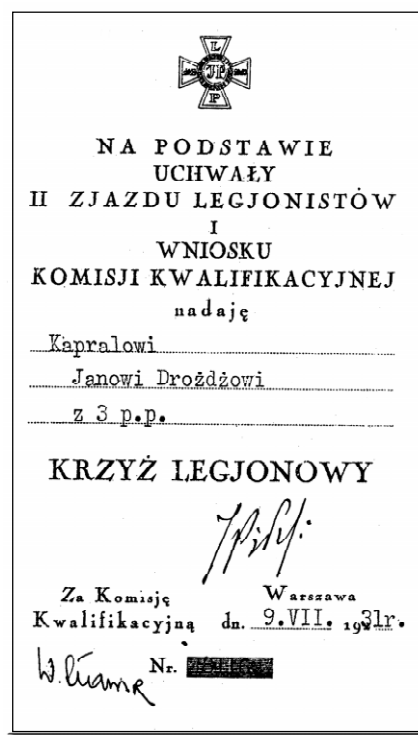 L
JP
P
NA PODSTAWIE
UCHWAŁY
II ZJAZDU LEGJONISTÓW
I
WNIOSKU
KOMISJI KWALIFIKACYJNEJ
nadaję
Kapralowi
Janowi Drożdżowi
z 3 p.p.
KRZYŻ LEGJONOWY
Za Komisję
Kwalifikacyjną
Warszawa
dn. 9.VII. 1931r.
Nr.